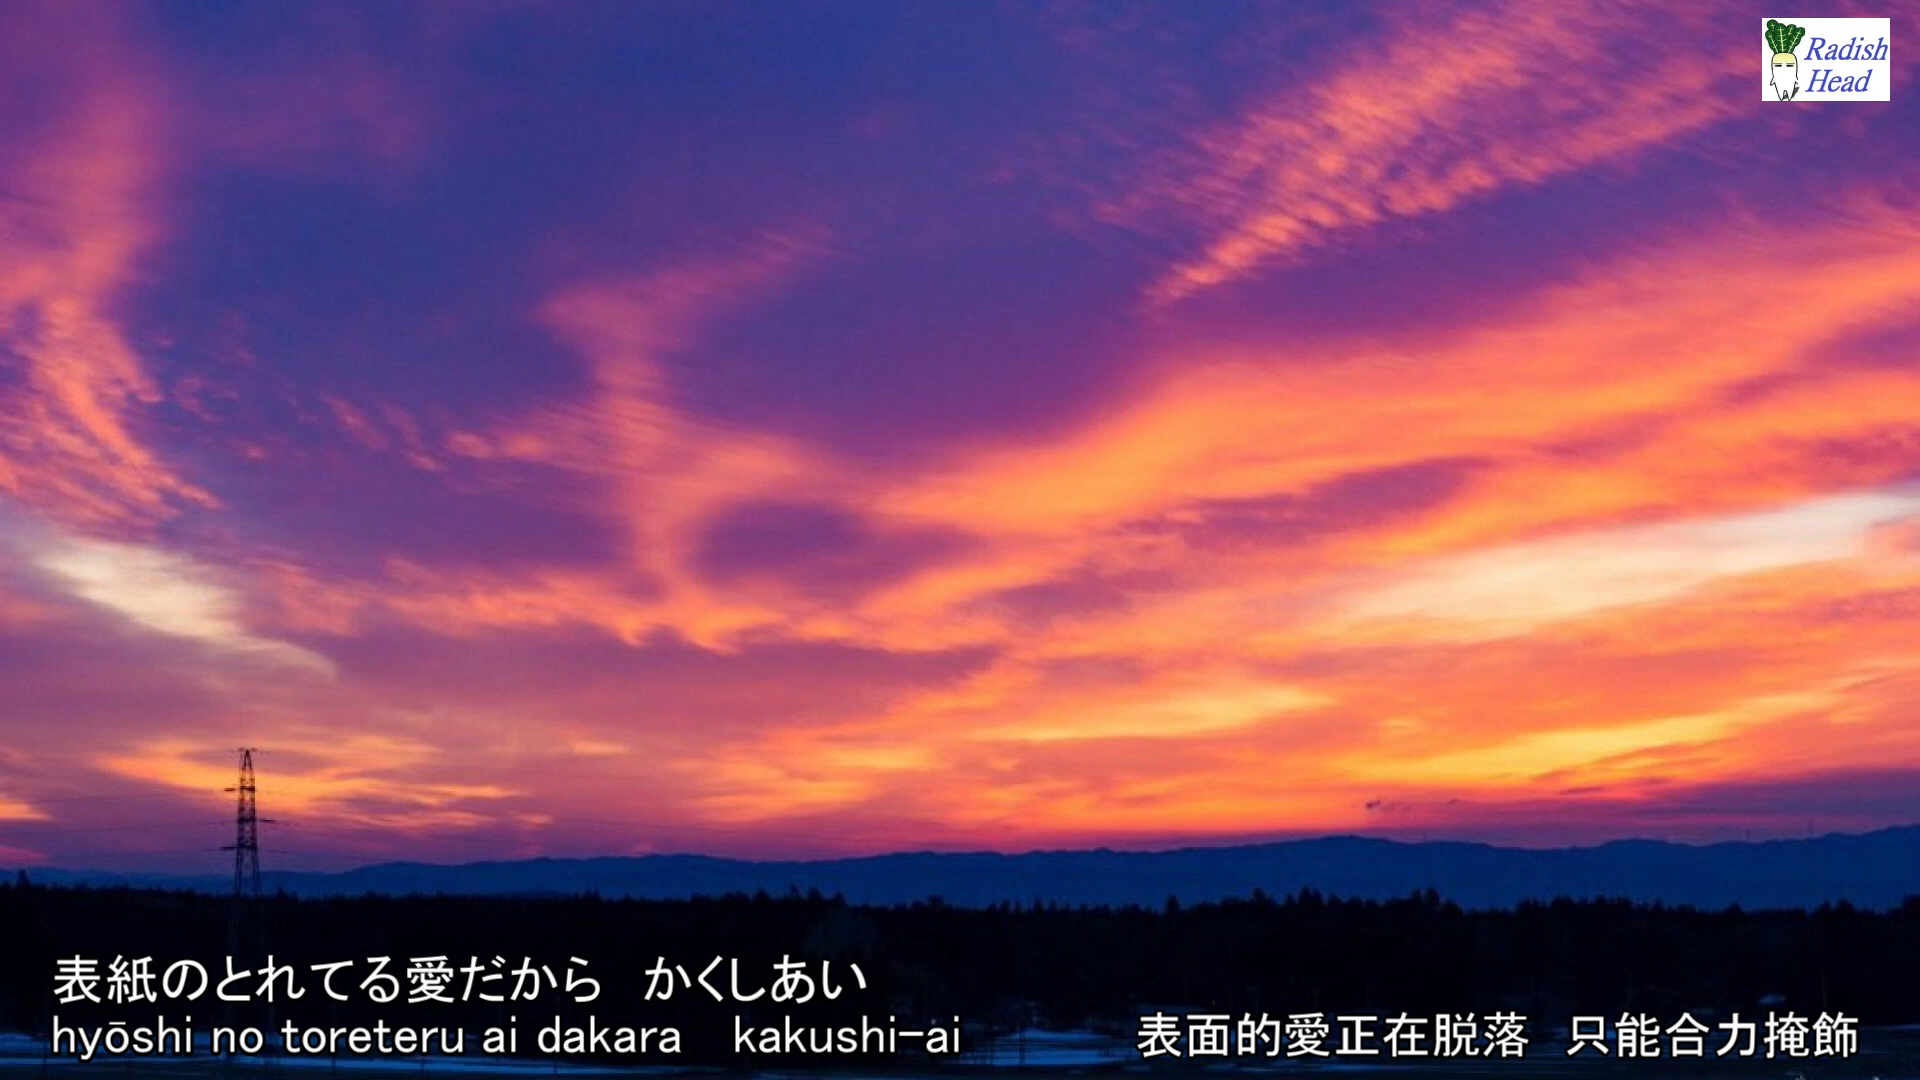 Radish
Head
表紙のとれてる愛だから　かくしあい
hyōshi no toreteru ai dakara　kakushi-ai
表面的愛正在脱落　只能合力掩飾